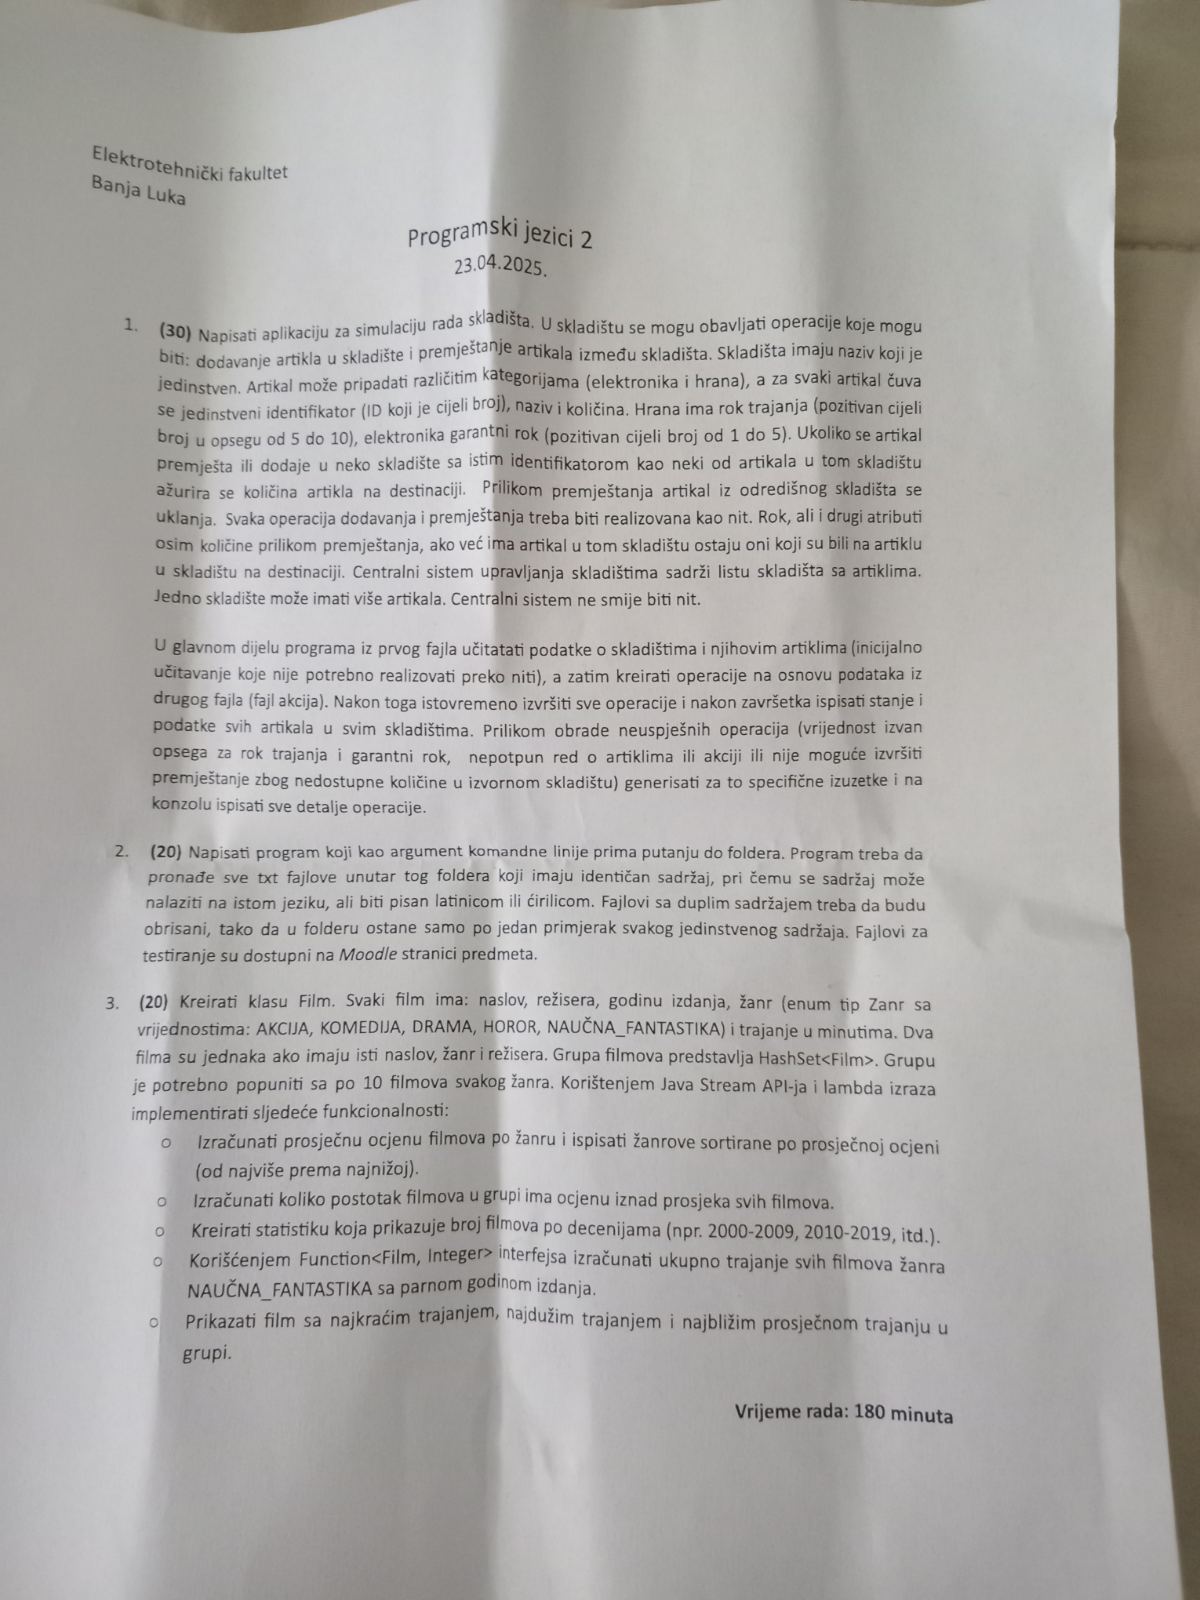 Elektrotehnički fakultet
Banja Luka
Programski jezici 2
23.04.2025.
1. (30) Napisati aplikaciju za simulaciju rada skladišta. U skladištu se mogu obavljati operacije koje mogu
biti: dodavanje artikla u skladište i premještanje artikala između skladišta. Skladišta imaju naziv koji je
jedinstven. Artikal može pripadati različitim kategorijama (elektronika i hrana), a za svaki artikal čuva
se jedinstveni identifikator (ID koji je cijeli broj), naziv i količina. Hrana ima rok trajanja (pozitivan cijeli
broj u opsegu od 5 do 10), elektronika garantni rok (pozitivan cijeli broj od 1 do 5). Ukoliko se artikal
premješta ili dodaje u neko skladište sa istim identifikatorom kao neki od artikala u tom skladištu
ažurira se količina artikla na destinaciji. Prilikom premještanja artikal iz odredišnog skladišta se
uklanja. Svaka operacija dodavanja i premještanja treba biti realizovana kao nit. Rok, ali i drugi atributi
osim količine prilikom premještanja, ako već ima artikal u tom skladištu ostaju oni koji su bili na artiklu
u skladištu na destinaciji. Centralni sistem upravljanja skladištima sadrži listu skladišta sa artiklima.
Jedno skladište može imati više artikala. Centralni sistem ne smije biti nit.
U glavnom dijelu programa iz prvog fajla učitatati podatke o skladištima i njihovim artiklima (inicijalno
učitavanje koje nije potrebno realizovati preko niti), a zatim kreirati operacije na osnovu podataka iz
drugog fajla (fajl akcija). Nakon toga istovremeno izvršiti sve operacije i nakon završetka ispisati stanje i
podatke svih artikala u svim skladištima. Prilikom obrade neuspješnih operacija (vrijednost izvan
opsega za rok trajanja i garantni rok, nepotpun red o artiklima ili akciji ili nije moguće izvršiti
premještanje zbog nedostupne količine u izvornom skladištu) generisati za to specifične izuzetke i na
konzolu ispisati sve detalje operacije.
2. (20) Napisati program koji kao argument komandne linije prima putanju do foldera. Program treba da
pronađe sve txt fajlove unutar tog foldera koji imaju identičan sadržaj, pri čemu se sadržaj može
nalaziti na istom jeziku, ali biti pisan latinicom ili ćirilicom. Fajlovi sa duplim sadržajem treba da budu
obrisani, tako da u folderu ostane samo po jedan primjerak svakog jedinstvenog sadržaja. Fajlovi za
testiranje su dostupni na Moodle stranici predmeta.
3. (20) Kreirati klasu Film. Svaki film ima: naslov, režisera, godinu izdanja, žanr (enum tip Zanr sa
vrijednostima: AKCIJA, KOMEDIJA, DRAMA, HOROR, NAUČNA_FANTASTIKA) i trajanje u minutima. Dva
filma su jednaka ako imaju isti naslov, žanr i režisera. Grupa filmova predstavlja HashSet<Film>. Grupu
je potrebno popuniti sa po 10 filmova svakog žanra. Korištenjem Java Stream API-ja i lambda izraza
implementirati sljedeće funkcionalnosti:
o Izračunati prosječnu ocjenu filmova po žanru i ispisati žanrove sortirane po prosječnoj ocjeni
(od najviše prema najnižoj).
o Izračunati koliko postotak filmova u grupi ima ocjenu iznad prosjeka svih filmova.
o Kreirati statistiku koja prikazuje broj filmova po decenijama (npr. 2000-2009, 2010-2019, itd.).
o Korišćenjem Function<Film, Integer> interfejsa izračunati ukupno trajanje svih filmova žanra
NAUČNA_FANTASTIKA sa parnom godinom izdanja.
o Prikazati film sa najkraćim trajanjem, najdužim trajanjem i najbližim prosječnom trajanju u
grupi.
Vrijeme rada: 180 minuta